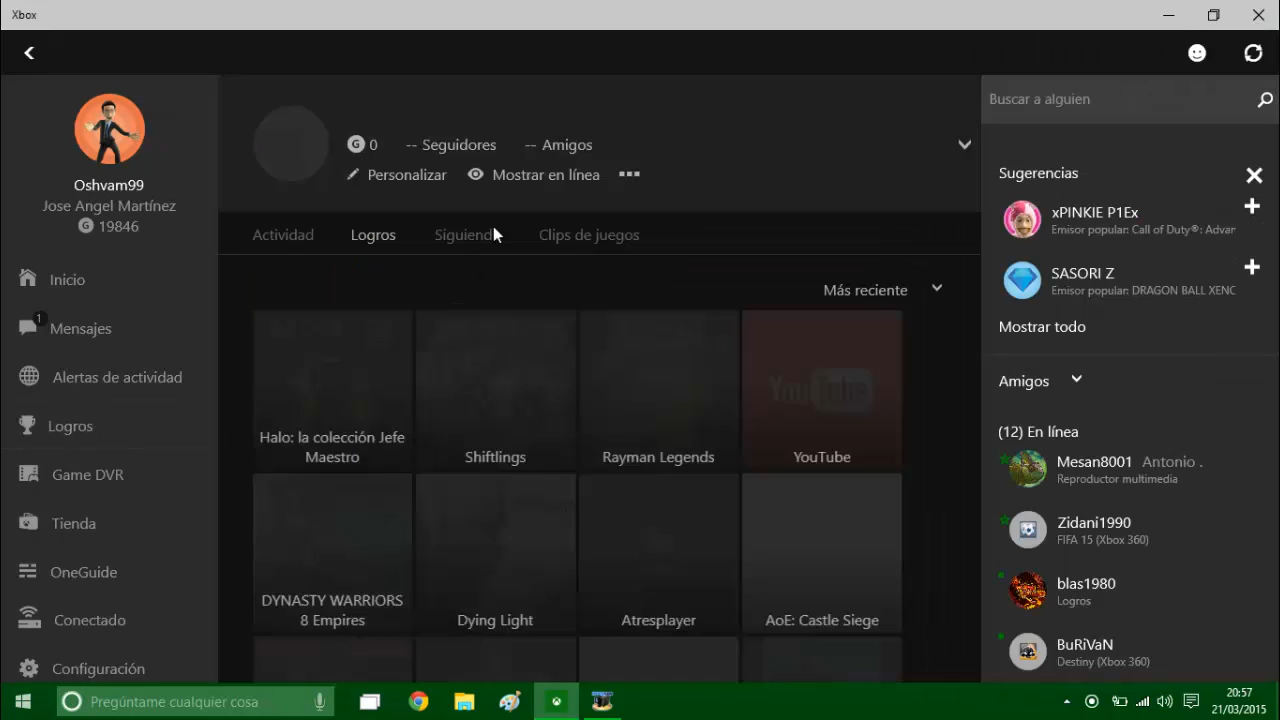 Xbox
Oshvam99
Jose Angel Martínez
G 19846
Inicio
1
Mensajes
Alertas de actividad
Logros
Game DVR
Tienda
OneGuide
Conectado
Configuración
G 0 -- Seguidores -- Amigos
Personalizar Mostrar en línea
Actividad Logros Siguiend Clips de juegos
Más reciente
YouTube
Halo: la colección Jefe
Maestro
Shiftlings
Rayman Legends
YouTube
DYNASTY WARRIORS
8 Empires
Dying Light
Atresplayer
AoE: Castle Siege
Buscar a alguien
Sugerencias
xPINKIE P1Ex
Emisor popular: Call of Duty®: Advar
SASORI Z
Emisor popular: DRAGON BALL XENC
Mostrar todo
Amigos
(12) En línea
Mesan8001 Antonio .
Reproductor multimedia
Zidani1990
FIFA 15 (Xbox 360)
blas1980
Logros
BuRiVaN
Destiny (Xbox 360)
Pregúntame cualquier cosa
20:57
21/03/2015